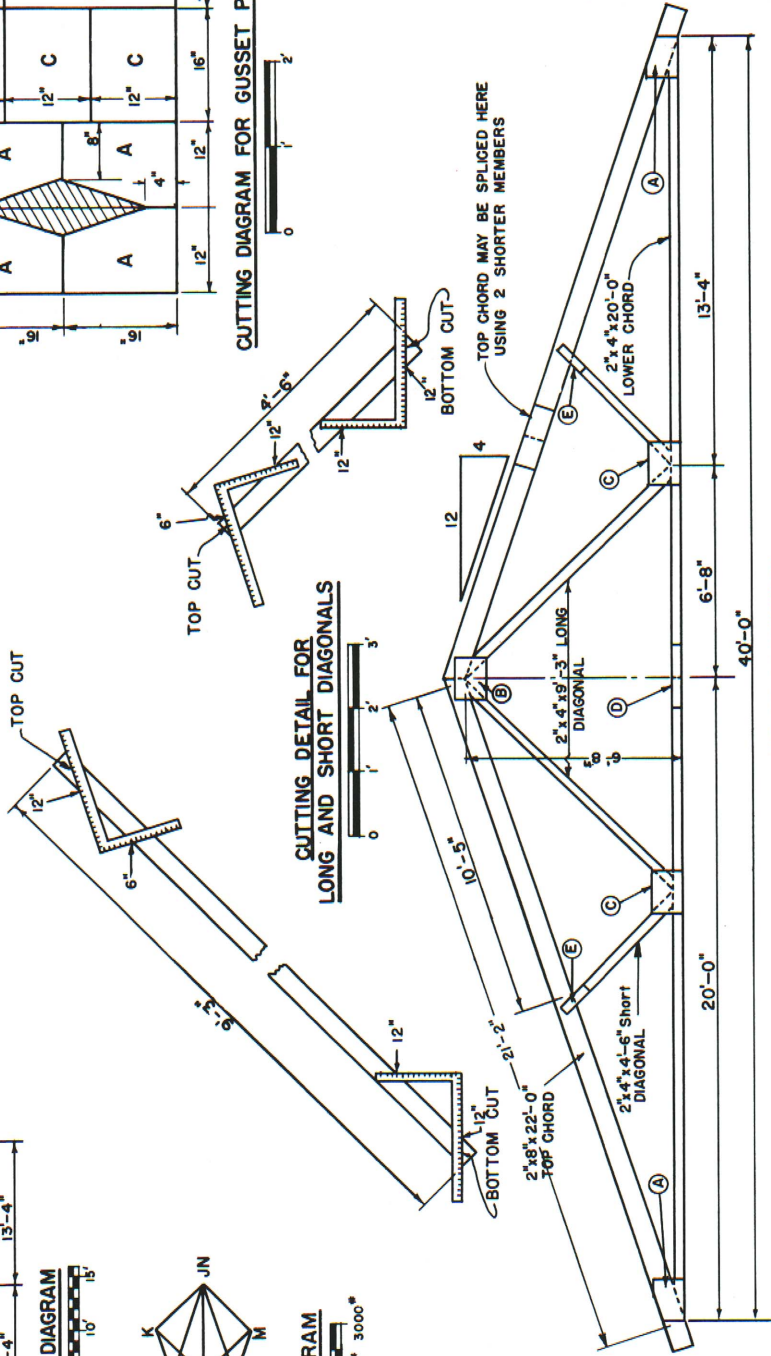 16"
16"
A
A
A
A
C
C
12"
12"
8"
4"
12"
12"
16"
CUTTING DIAGRAM FOR GUSSET P
0
1'
2'
TOP CUT
12"
6"
9'-3"
12"
12"
BOTTOM CUT
TOP CUT
6"
12"
4'-6"
12"
12"
BOTTOM CUT
CUTTING DETAIL FOR
LONG AND SHORT DIAGONALS
0
1'
2'
3'
13'-4"
-4"
DIAGRAM
10'
15'
K
JN
M
RAM
3000#
12
4
TOP CHORD MAY BE SPLICED HERE
USING 2 SHORTER MEMBERS
21'-2"
10'-5"
2"x8"x22'-0"
TOP CHORD
2"x4"x4'-6" Short
DIAGONAL
2"x4"x9'-3" LONG
DIAGONAL
2"x4"x20'-0"
LOWER CHORD
A
E
C
B
D
C
E
A
20'-0"
6'-8"
13'-4"
40'-0"